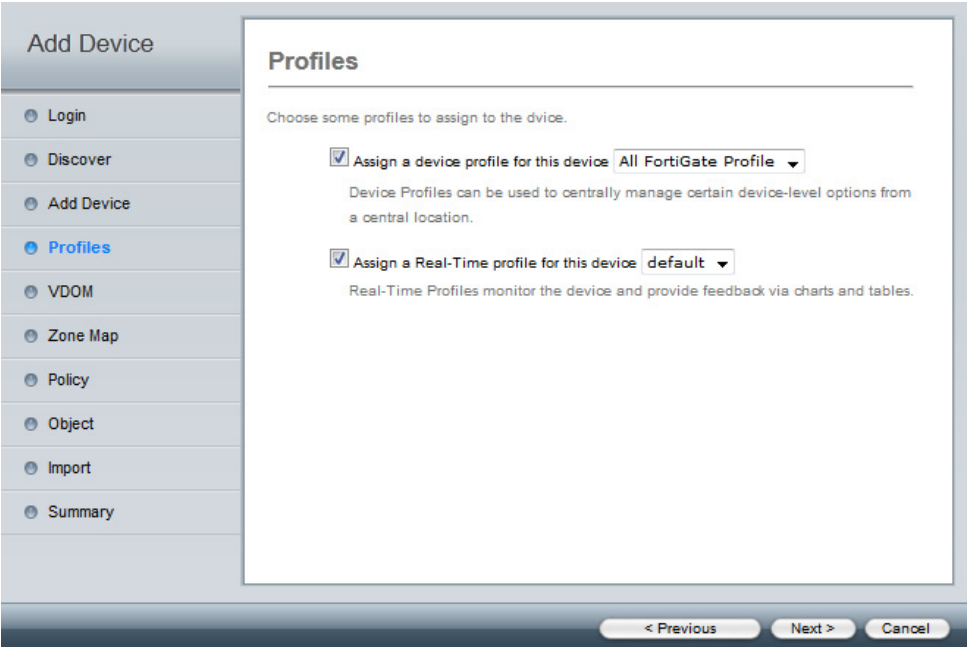 Add Device
Login
Discover
Add Device
Profiles
VDOM
Zone Map
Policy
Object
Import
Summary
Profiles
Choose some profiles to assign to the dvice.
Assign a device profile for this device All FortiGate Profile
Device Profiles can be used to centrally manage certain device-level options from
a central location.
Assign a Real-Time profile for this device default
Real-Time Profiles monitor the device and provide feedback via charts and tables.
< Previous Next > Cancel